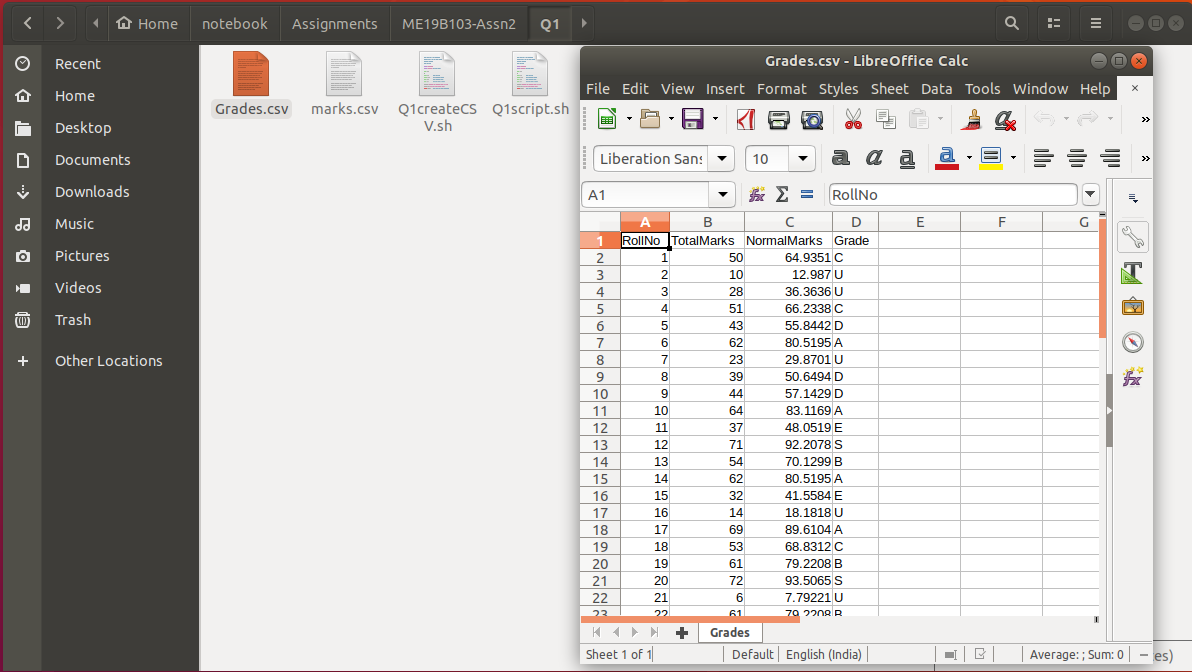 Home notebook Assignments ME19B103-Assn2 Q1
Recent
Home
Desktop
Documents
Downloads
Music
Pictures
Videos
Trash
Other Locations
Grades.csv marks.csv Q1createCS Q1script.sh
V.sh
Grades.csv - LibreOffice Calc
File Edit View Insert Format Styles Sheet Data Tools Window Help
Liberation Sans 10
A1 RollNo
A B C D E F G
1 RollNo TotalMarks NormalMarks Grade
2 1 50 64.9351 C
3 2 10 12.987 U
4 3 28 36.3636 U
5 4 51 66.2338 C
6 5 43 55.8442 D
7 6 62 80.5195 A
8 7 23 29.8701 U
9 8 39 50.6494 D
10 9 44 57.1429 D
11 10 64 83.1169 A
12 11 37 48.0519 E
13 12 71 92.2078 S
14 13 54 70.1299 B
15 14 62 80.5195 A
16 15 32 41.5584 E
17 16 14 18.1818 U
18 17 69 89.6104 A
19 18 53 68.8312 C
20 19 61 79.2208 B
21 20 72 93.5065 S
22 21 6 7.79221 U
23 22 61 79.2208 B
Grades
Sheet 1 of 1 Default English (India) Average: ; Sum: 0
es)